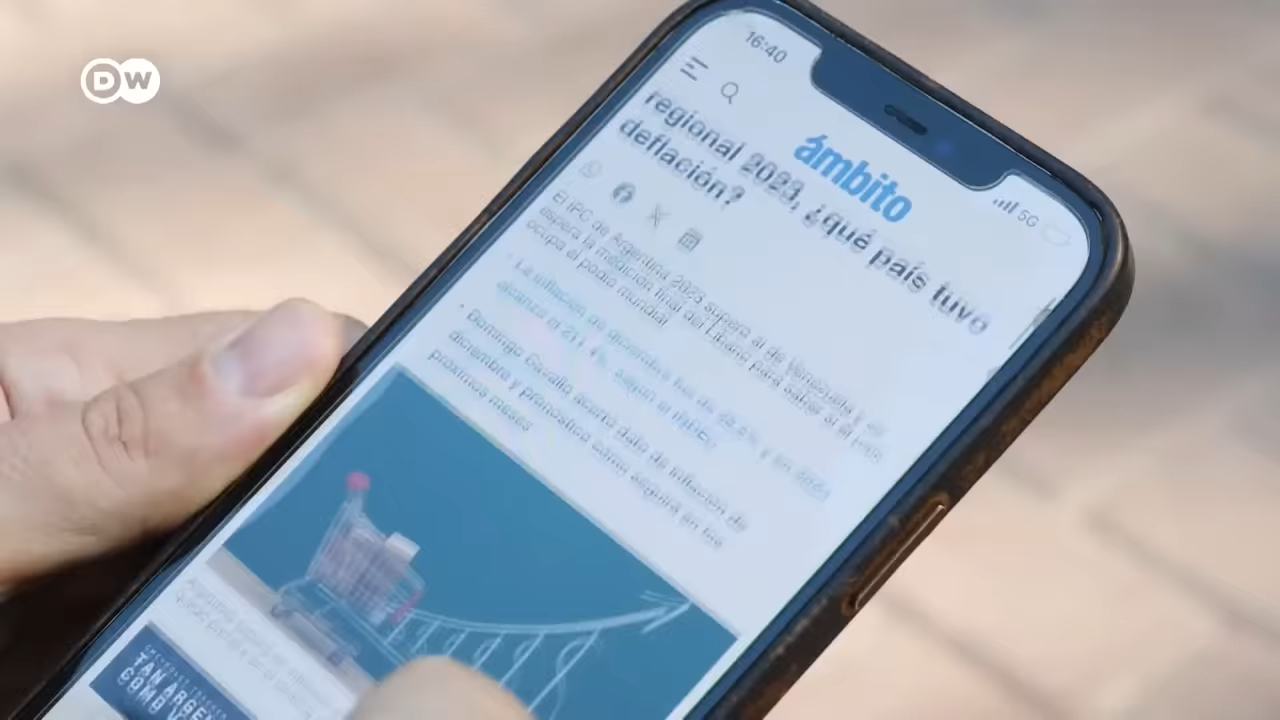 DW
16:40
ámbito
5G
regional 2023, ¿qué país tuvo
deflación?
El IPC de Argentina 2023 superó al de Venezuela y se
espera la medición final del Líbano para saber si el país
ocupa el podio mundial
La inflación de diciembre fue de y en 2023
alcanzó el 211,4%, según el INDEC
Domingo Cavallo acertó dato de inflación de
diciembre y pronosticó cómo seguirá en los
próximos meses
TAN ARGEN
COMO